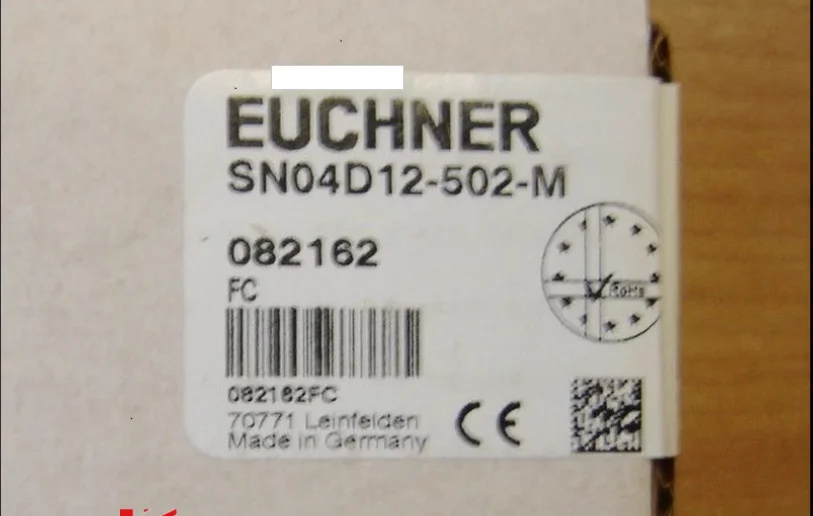 EUCHNER
SN04D12-502-M
082162
FC
RoHS
082162FC
70771 Leinfelden
Made in Germany
CE